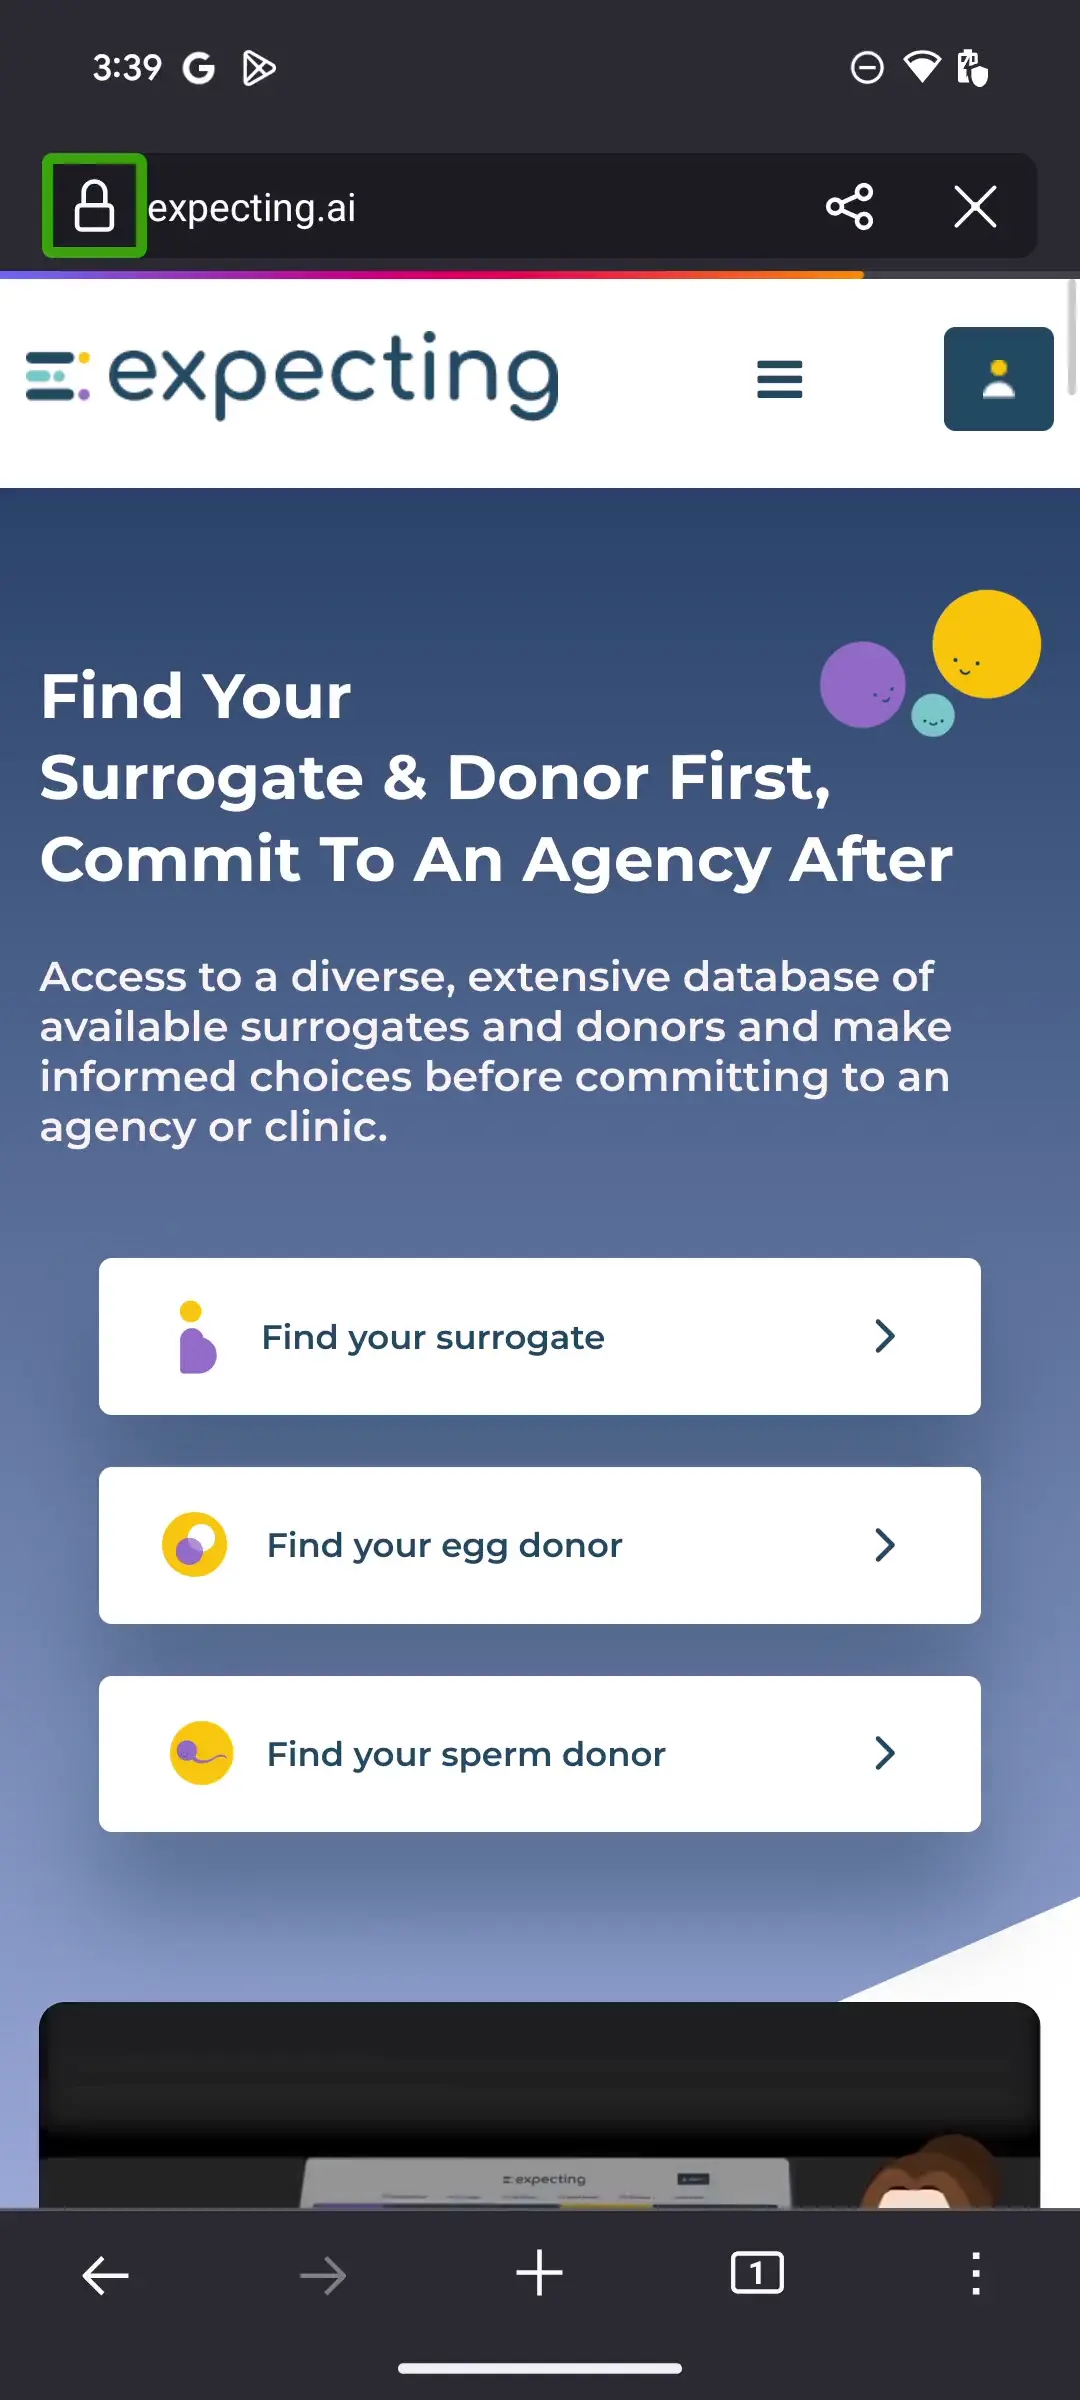 3:39
expecting.ai
expecting
Find Your
Surrogate & Donor First,
Commit To An Agency After
Access to a diverse, extensive database of
available surrogates and donors and make
informed choices before committing to an
agency or clinic.
Find your surrogate
Find your egg donor
Find your sperm donor
expecting
1